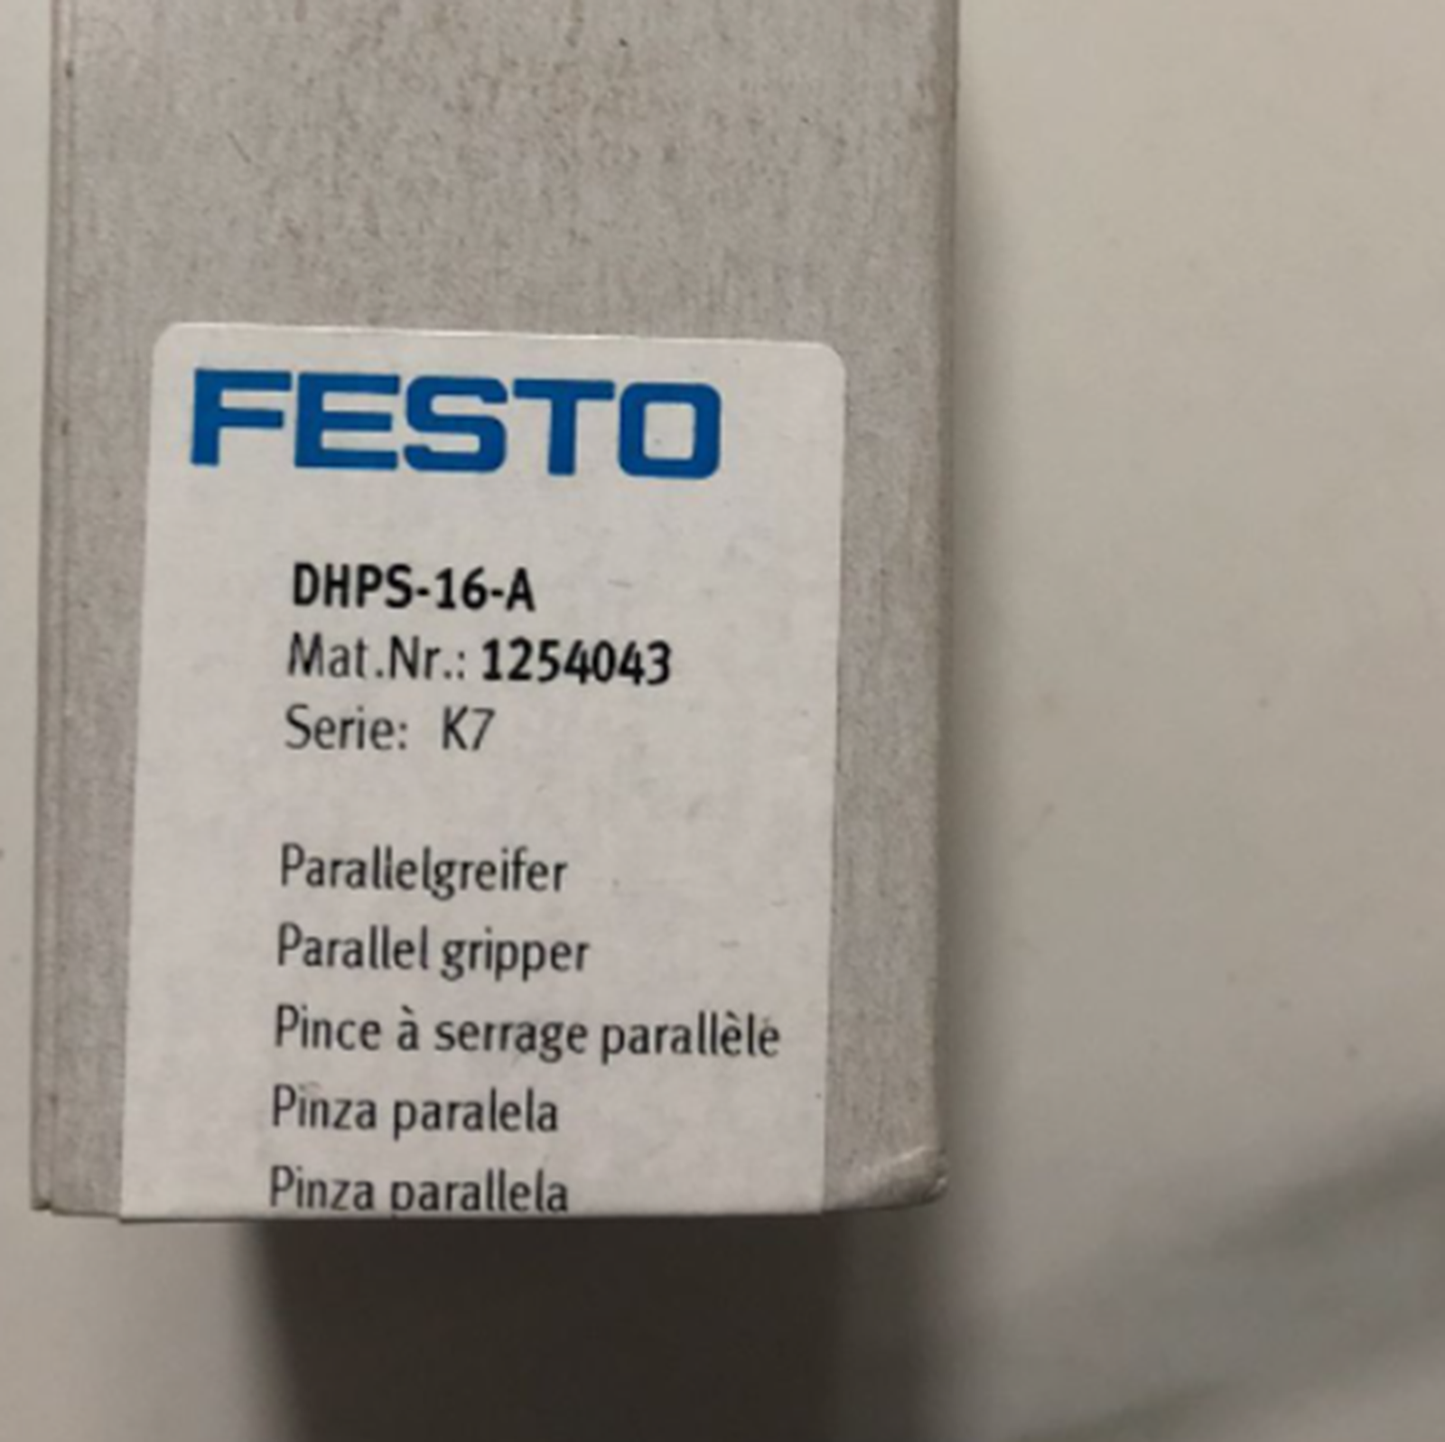 FESTO
DHPS-16-A
Mat.Nr.: 1254043
Serie: K7
Parallelgreifer
Parallel gripper
Pince à serrage parallèle
Pinza paralela
Pinza parallela